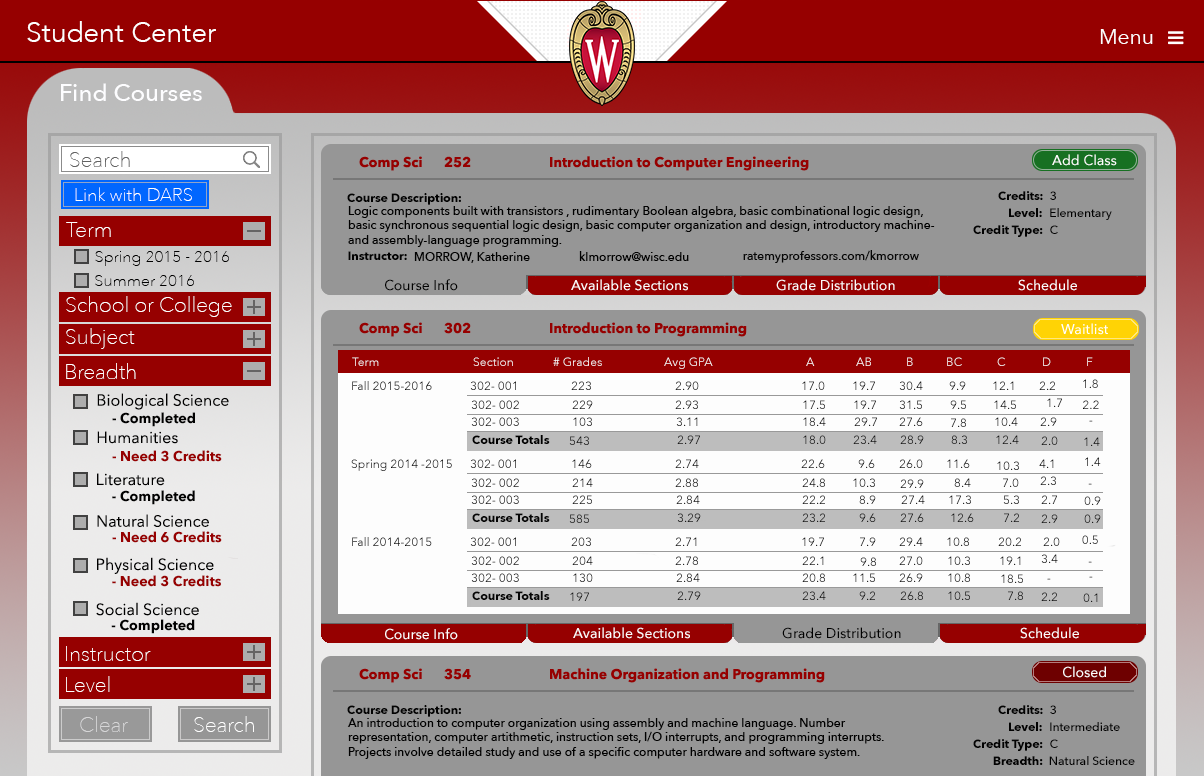 Student Center
W
Menu
Find Courses
Search
Link with DARS
Term
Spring 2015 - 2016
Summer 2016
School or College
Subject
Breadth
Biological Science
- Completed
Humanities
- Need 3 Credits
Literature
- Completed
Natural Science
- Need 6 Credits
Physical Science
- Need 3 Credits
Social Science
- Completed
Instructor
Level
Clear Search
Comp Sci 252 Introduction to Computer Engineering Add Class
Course Description:
Logic components built with transistors , rudimentary Boolean algebra, basic combinational logic design,
basic synchronous sequential logic design, basic computer organization and design, introductory machine-
and assembly-language programming.
Instructor: MORROW, Katherine klmorrow@wisc.edu ratemyprofessors.com/kmorrow
Credits: 3
Level: Elementary
Credit Type: C
Course Info Available Sections Grade Distribution Schedule
Comp Sci 302 Introduction to Programming Waitlist
Term Section # Grades Avg GPA A AB B BC C D F
Fall 2015-2016 302- 001 223 2.90 17.0 19.7 30.4 9.9 12.1 2.2 1.8
302- 002 229 2.93 17.5 19.7 31.5 9.5 14.5 1.7 2.2
302- 003 103 3.11 18.4 29.7 27.6 7.8 10.4 2.9 -
Course Totals 543 2.97 18.0 23.4 28.9 8.3 12.4 2.0 1.4
Spring 2014 -2015 302- 001 146 2.74 22.6 9.6 26.0 11.6 10.3 4.1 1.4
302- 002 214 2.88 24.8 10.3 29.9 8.4 7.0 2.3 -
302- 003 225 2.84 22.2 8.9 27.4 17.3 5.3 2.7 0.9
Course Totals 585 3.29 23.2 9.6 27.6 12.6 7.2 2.9 0.9
Fall 2014-2015 302- 001 203 2.71 19.7 7.9 29.4 10.8 20.2 2.0 0.5
302- 002 204 2.78 22.1 9.8 27.0 10.3 19.1 3.4 -
302- 003 130 2.84 20.8 11.5 26.9 10.8 18.5 - -
Course Totals 197 2.79 23.4 9.2 26.8 10.5 7.8 2.2 0.1
Course Info Available Sections Grade Distribution Schedule
Comp Sci 354 Machine Organization and Programming Closed
Course Description:
An introduction to computer organization using assembly and machine language. Number
representation, computer artithmetic, instruction sets, I/O interrupts, and programming interrupts.
Projects involve detailed study and use of a specific computer hardware and software system.
Credits: 3
Level: Intermediate
Credit Type: C
Breadth: Natural Science